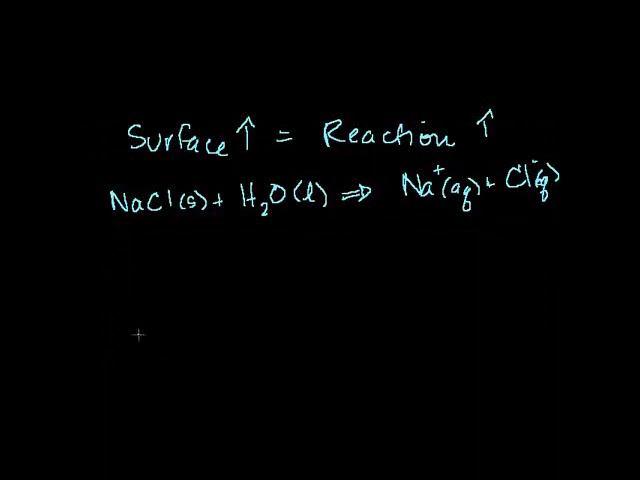 Surface ↑ = Reaction ↑
NaCl(s) + H₂O(l) ⇒ Na⁺(aq) + Cl⁻(aq)